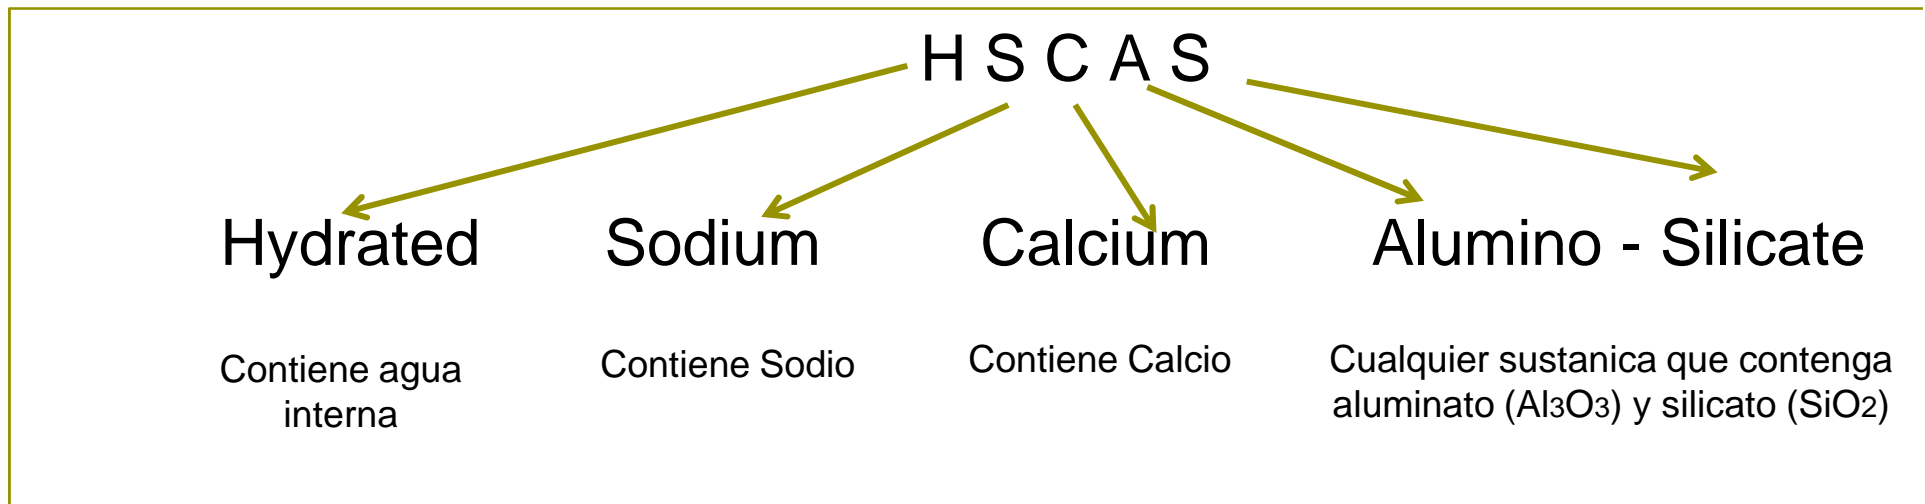 H S C A S
Hydrated Sodium Calcium Alumino - Silicate
Contiene agua
interna
Contiene Sodio
Contiene Calcio
Cualquier sustanica que contenga
aluminato (Al3O3) y silicato (SiO2)